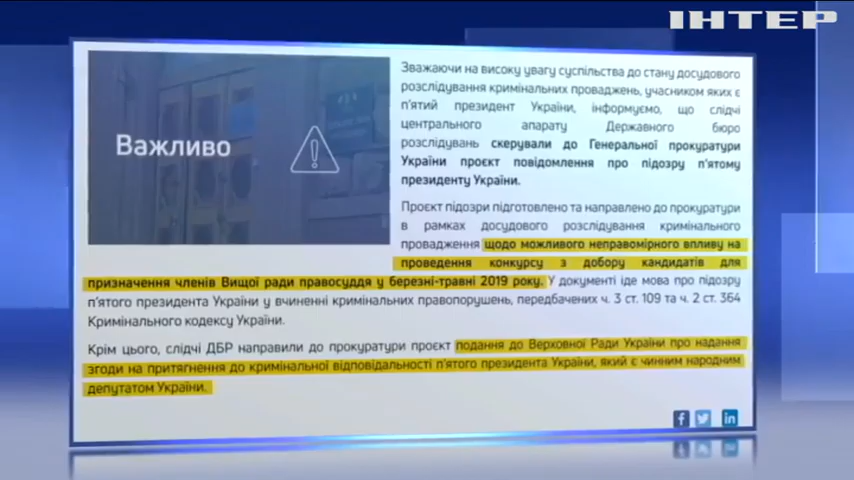 ІНТЕР
Важливо
Зважаючи на високу увагу суспільства до стану досудового
розслідування кримінальних проваджень, учасником яких є
п'ятий президент України, інформуємо, що слідчі
центрального апарату Державного бюро
розслідувань скерували до Генеральної прокуратури
України проєкт повідомлення про підозру п'ятому
президенту України.
Проєкт підозри підготовлено та направлено до прокуратури
в рамках досудового розслідування кримінального
провадження щодо можливого неправомірного впливу на
проведення конкурсу з добору кандидатів для
призначення членів Вищої ради правосуддя у березні-травні 2019 року. У документі іде мова про підозру
п'ятого президента України у вчиненні кримінальних правопорушень, передбачених ч. 3 ст. 109 та ч. 2 ст. 364
Кримінального кодексу України.
Крім цього, слідчі ДБР направили до прокуратури проєкт подання до Верховної Ради України про надання
згоди на притягнення до кримінальної відповідальності п'ятого президента України, який є чинним народним
депутатом України.